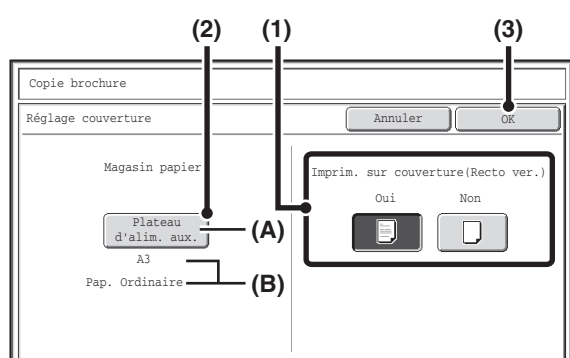 (2) (1) (3)
Copie brochure
Réglage couverture Annuler OK
Magasin papier
Imprim. sur couverture(Recto ver.)
Oui Non
Plateau
d'alim. aux.
(A)
A3
Pap. Ordinaire
(B)